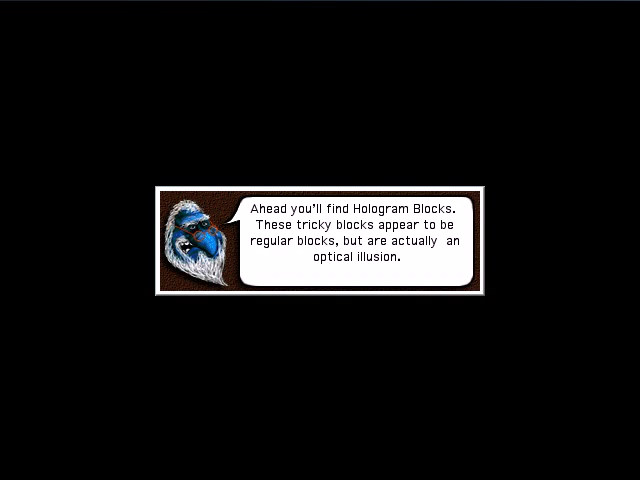 Ahead you'll find Hologram Blocks.
These tricky blocks appear to be
regular blocks, but are actually  an
optical illusion.